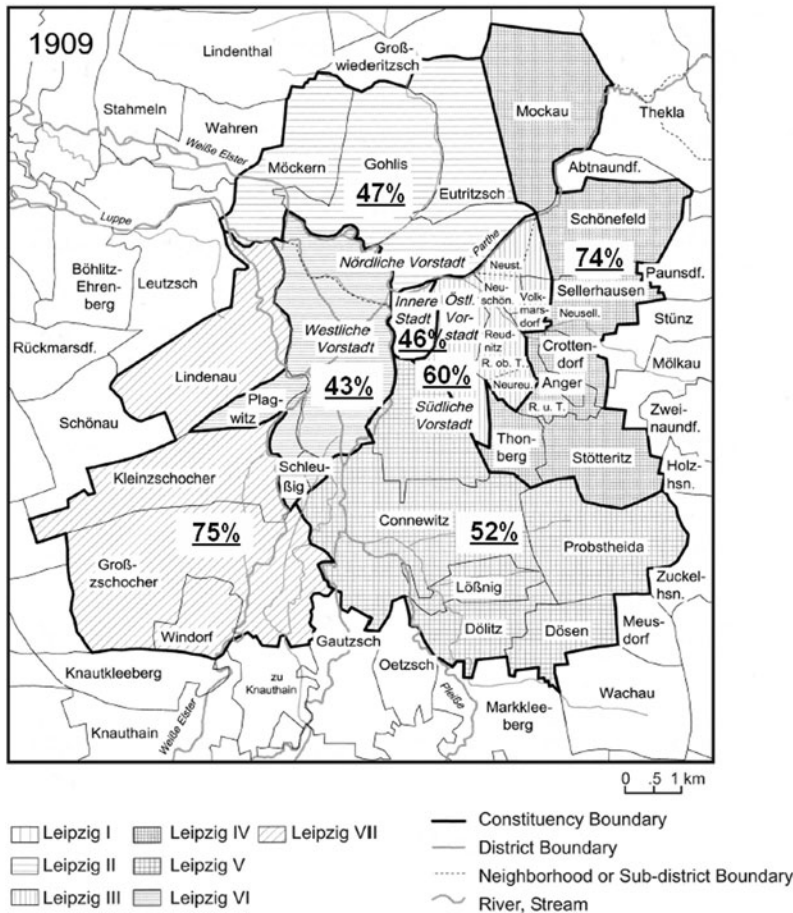 1909
Lindenthal
Groß-
wiederitzsch
Stahmeln
Wahren
Mockau
Thekla
Weiße Elster
Möckern
Gohlis
47%
Eutritzsch
Abtnaundf.
Luppe
Schönefeld
74%
Parthe
Nördliche Vorstadt
Neust.
Paunsdf.
Böhlitz-
Ehren-
berg
Leutzsch
Innere
Stadt
46%
Östl.
Vor-
stadt
Neu-
schön.
Volk-
marsdorf
Sellerhausen
Neusell.
Stünz
Westliche
Vorstadt
43%
Reud-
nitz
R. ob. T.
Crotten-
dorf
Mölkau
Rückmarsdf.
Lindenau
60%
Neureu.
Anger
R. u. T.
Plag-
witz
Südliche
Vorstadt
Zwei-
naundf.
Schönau
Thon-
berg
Stötteritz
Holz-
hsn.
Kleinzschocher
Schleu-
ßig
75%
Connewitz
52%
Probstheida
Groß-
zschocher
Lößnig
Zuckel-
hsn.
Windorf
Dölitz
Dösen
Meus-
dorf
Gautzsch
Oetzsch
Knautkleeberg
zu
Knauthain
Pleiße
Wachau
Knauthain
Weiße Elster
Markklee-
berg
0 .5 1 km
Leipzig I
Leipzig IV
Leipzig VII
Leipzig II
Leipzig V
Leipzig III
Leipzig VI
Constituency Boundary
District Boundary
Neighborhood or Sub-district Boundary
River, Stream